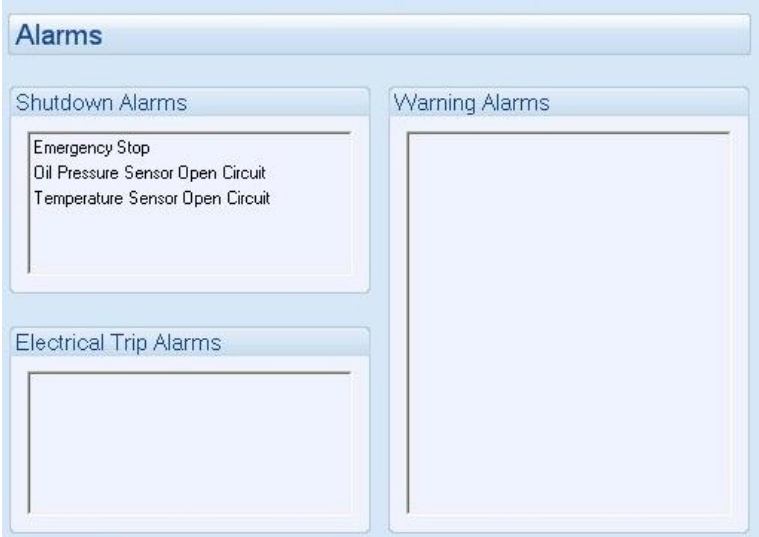 Alarms
Shutdown Alarms
Emergency Stop
Oil Pressure Sensor Open Circuit
Temperature Sensor Open Circuit
Electrical Trip Alarms
Warning Alarms